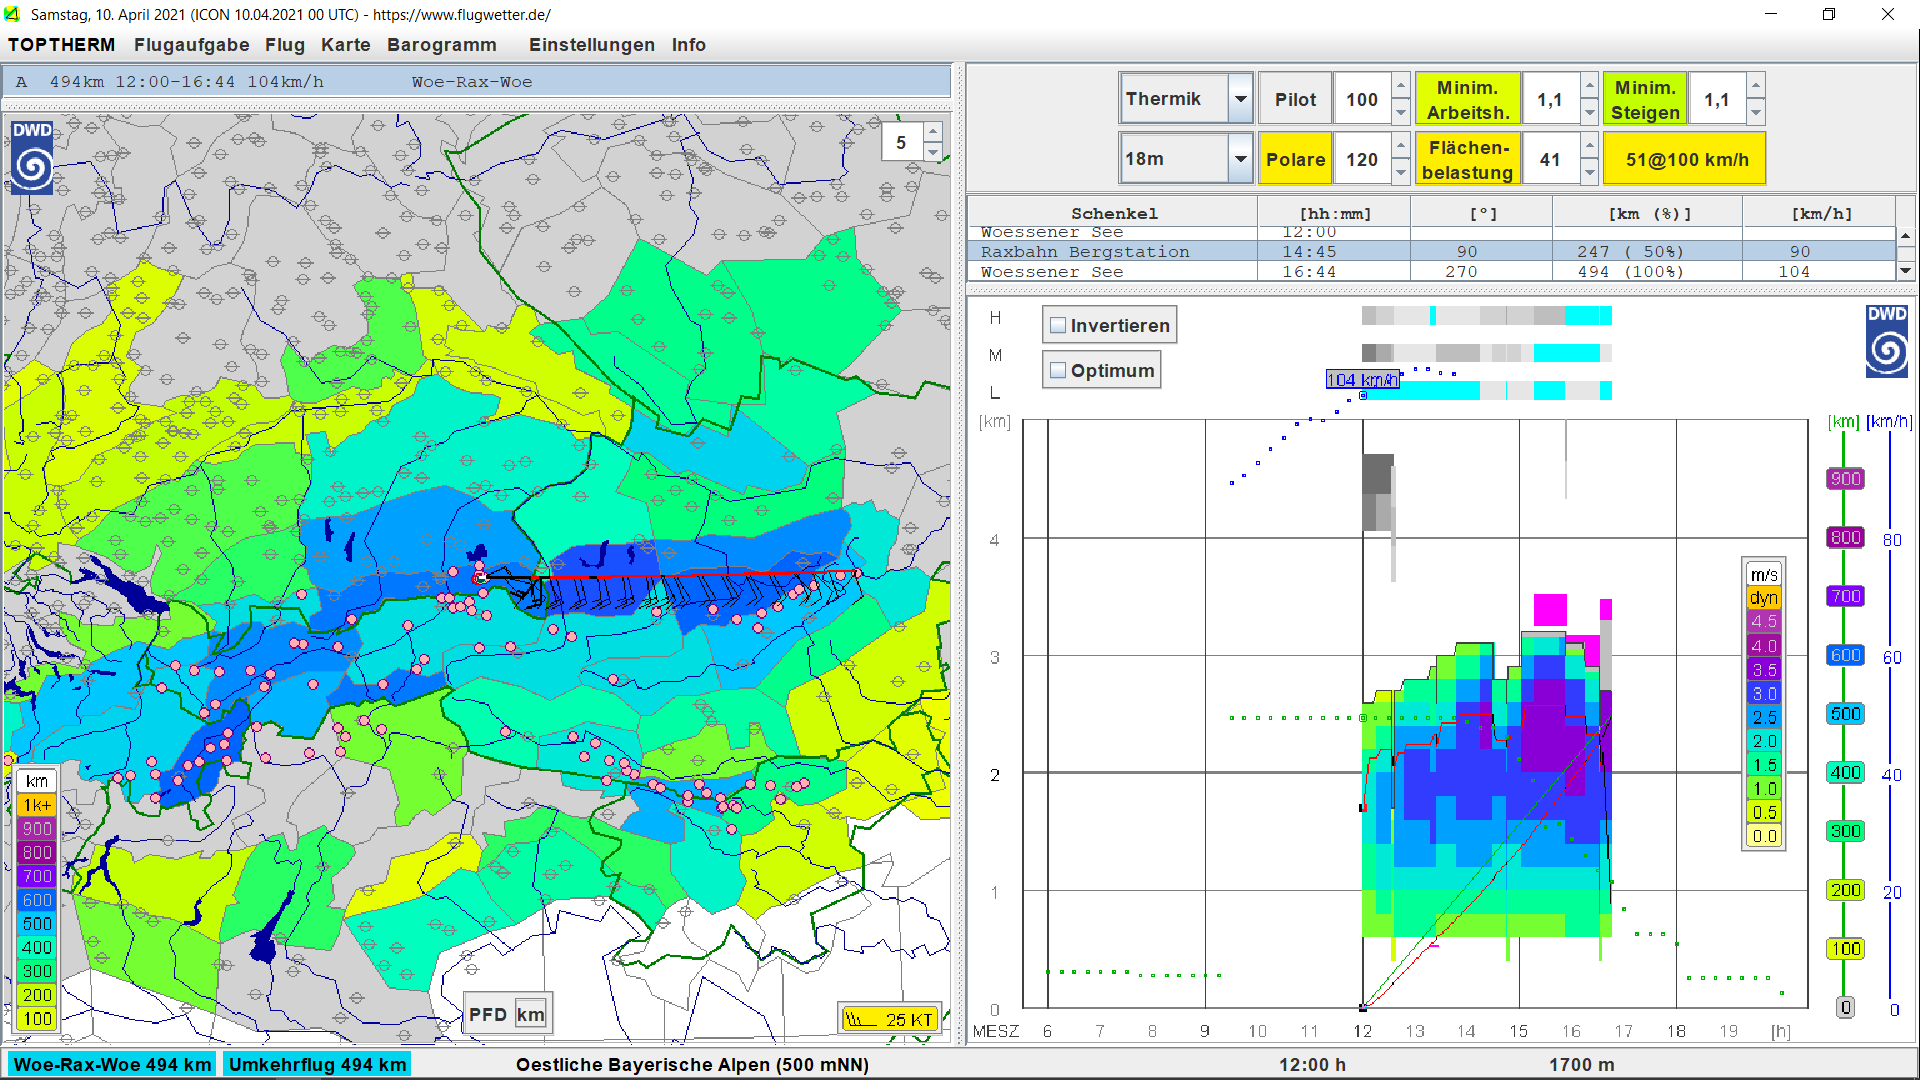 Samstag, 10. April 2021 (ICON 10.04.2021 00 UTC) - https://www.flugwetter.de/
TOPTHERM Flugaufgabe Flug Karte Barogramm Einstellungen Info
A 494km 12:00-16:44 104km/h Woe-Rax-Woe
DWD
5
km
1k+
900
800
700
600
500
400
300
200
100
PFD km
25 KT
Thermik Pilot 100 Minim. Arbeitsh. 1,1 Minim. Steigen 1,1
18m Polare 120 Flächen-belastung 41 51@100 km/h
Schenkel [hh:mm] [°] [km (%)] [km/h]
Woessener See 12:00
Raxbahn Bergstation 14:45 90 247 ( 50%) 90
Woessener See 16:44 270 494 (100%) 104
H
M
L
Invertieren
Optimum
DWD
104 km/h
[km] [km] [km/h]
4
3
2
1
0
m/s
dyn
4.5
4.0
3.5
3.0
2.5
2.0
1.5
1.0
0.5
0.0
900
800
700
600
500
400
300
200
100
0
80
60
40
20
0
MESZ 6 7 8 9 10 11 12 13 14 15 16 17 18 19 [h]
Woe-Rax-Woe 494 km Umkehrflug 494 km Oestliche Bayerische Alpen (500 mNN) 12:00 h 1700 m